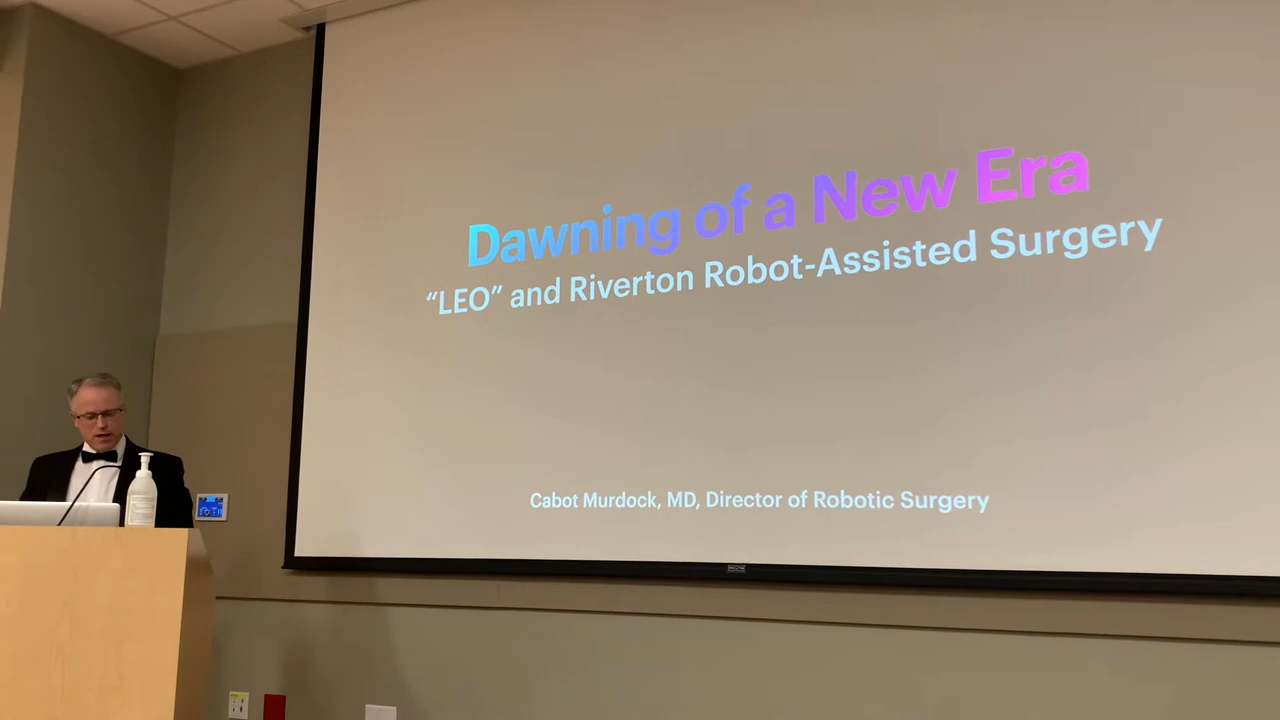 Dawning of a New Era
“LEO” and Riverton Robot-Assisted Surgery
Cabot Murdock, MD, Director of Robotic Surgery